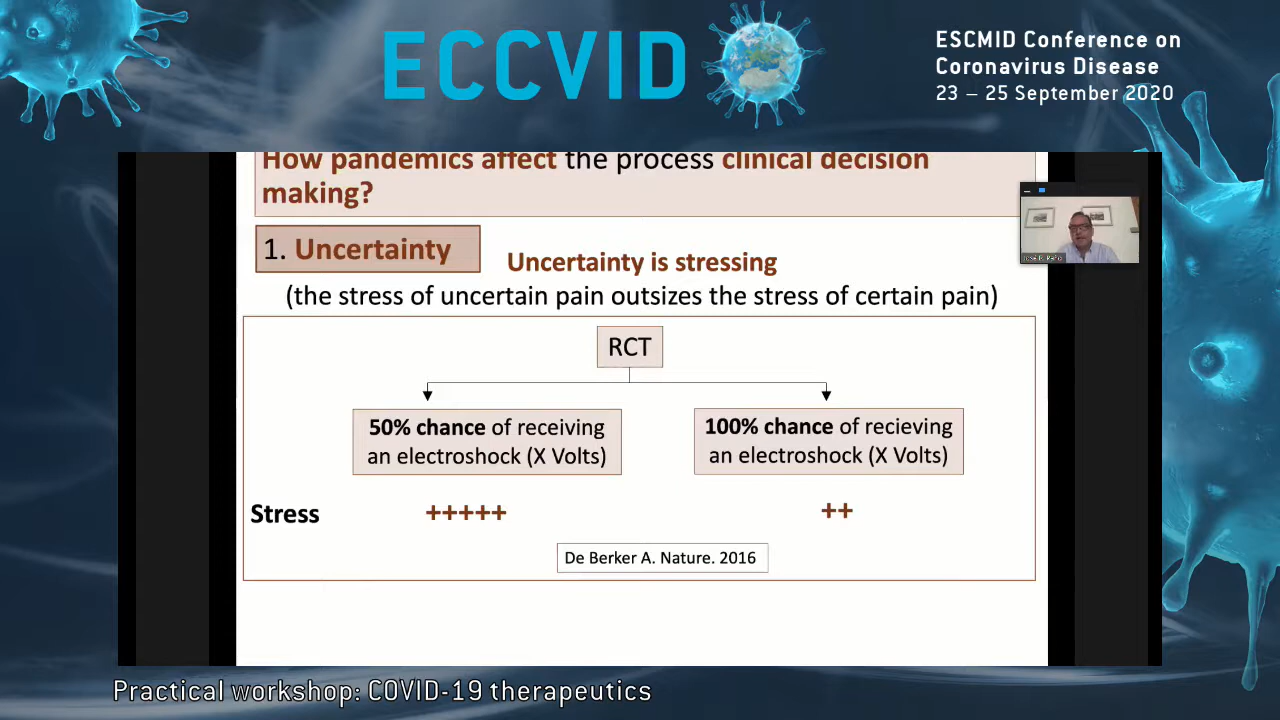 ECCVID
ESCMID Conference on
Coronavirus Disease
23 – 25 September 2020
How pandemics affect the process clinical decision
making?
1. Uncertainty
Uncertainty is stressing
(the stress of uncertain pain outsizes the stress of certain pain)
RCT
50% chance of receiving
an electroshock (X Volts)
100% chance of recieving
an electroshock (X Volts)
Stress
+++++
++
De Berker A. Nature. 2016
Practical workshop: COVID-19 therapeutics